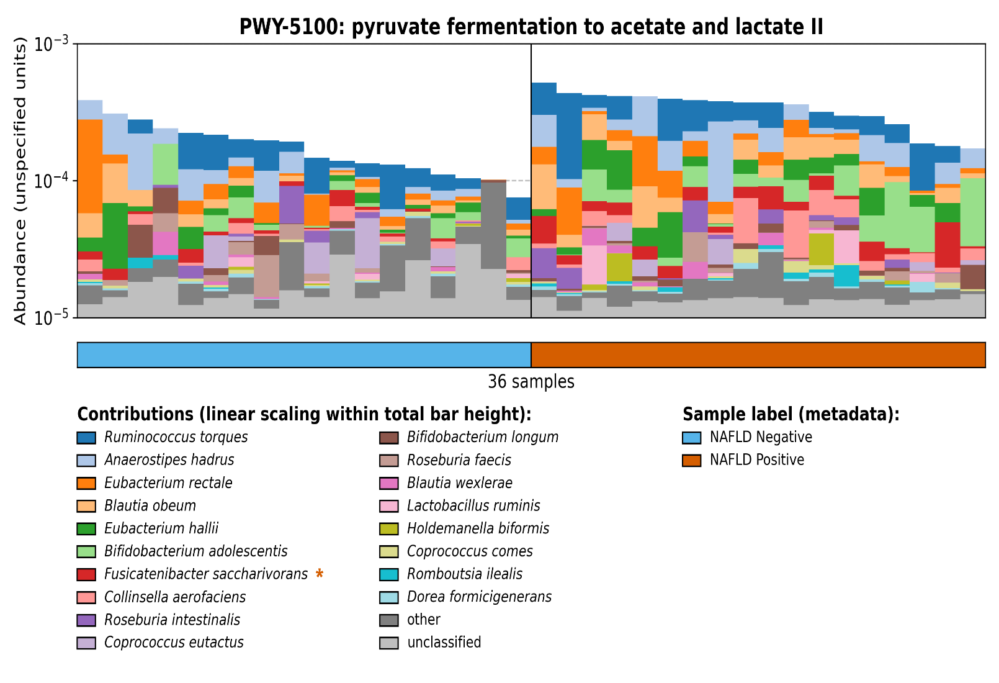 PWY-5100: pyruvate fermentation to acetate and lactate II
Abundance (unspecified units)
10⁻³
10⁻⁴
10⁻⁵
36 samples
Contributions (linear scaling within total bar height):
Ruminococcus torques
Anaerostipes hadrus
Eubacterium rectale
Blautia obeum
Eubacterium hallii
Bifidobacterium adolescentis
Fusicatenibacter saccharivorans *
Collinsella aerofaciens
Roseburia intestinalis
Coprococcus eutactus
Bifidobacterium longum
Roseburia faecis
Blautia wexlerae
Lactobacillus ruminis
Holdemanella biformis
Coprococcus comes
Romboutsia ilealis
Dorea formicigenerans
other
unclassified
Sample label (metadata):
NAFLD Negative
NAFLD Positive